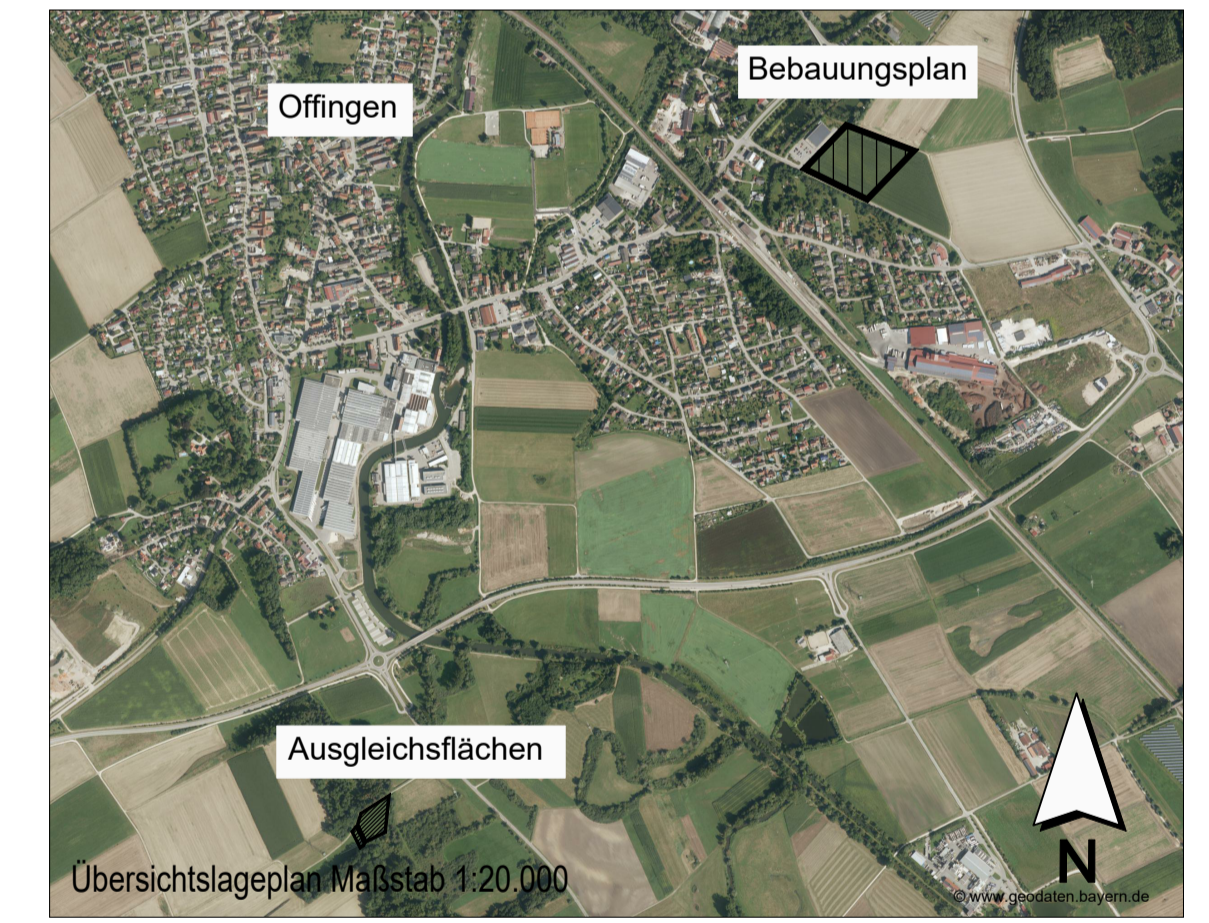 Bebauungsplan
Offingen
Ausgleichsflächen
Übersichtslageplan Maßstab 1:20.000
N
© www.geodaten.bayern.de